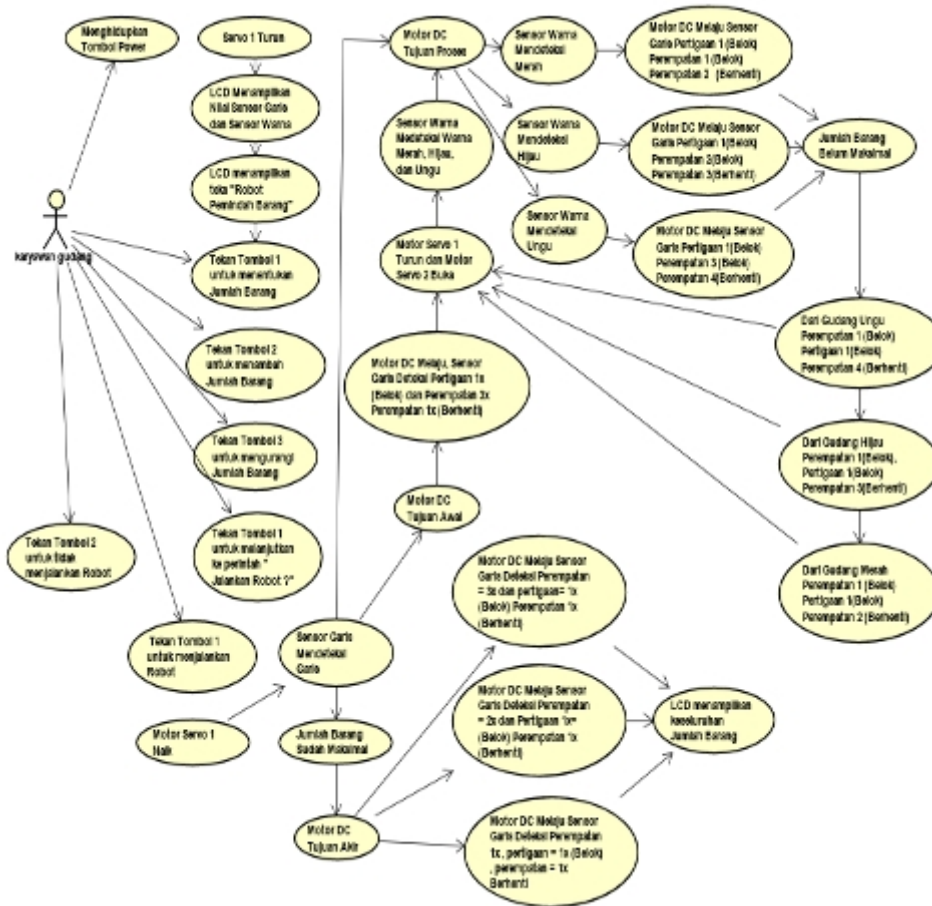 Menghidupkan
Tombol Power
Servo 1 Turun
LCD Menampilkan
Nilai Sensor Garis
dan Sensor Warna
LCD menampilkan
teks "Robot
Pemindah Barang"
karyawan gudang
Tekan Tombol 1
untuk menentukan
Jumlah Barang
Tekan Tombol 2
untuk menambah
Jumlah Barang
Tekan Tombol 3
untuk mengurangi
Jumlah Barang
Tekan Tombol 1
untuk melanjutkan
ke perintah "
Jalankan Robot ?"
Tekan Tombol 2
untuk tidak
menjalankan Robot
Tekan Tombol 1
untuk menjalankan
Robot
Motor Servo 1
Naik
Sensor Garis
Mendeteksi
Garis
Jumlah Barang
Sudah Maksimal
Motor DC
Tujuan Akir
Motor DC
Tujuan Awal
Motor DC Melaju, Sensor
Garis Deteksi Pertigaan 1x
(Belok) dan Perempatan 3x
Perempatan 1x (Berhenti)
Motor Servo 1
Turun dan Motor
Servo 2 Buka
Sensor Warna
Medeteksi Warna
Merah, Hijau,
dan Ungu
Motor DC
Tujuan Proses
Sensor Warna
Mendeteksi
Merah
Sensor Warna
Mendeteksi
Hijau
Sensor Warna
Mendeteksi
Ungu
Motor DC Melaju Sensor
Garis Pertigaan 1 (Belok)
Perempatan 1 (Belok)
Perempatan 2 (Berhenti)
Motor DC Melaju Sensor
Garis Pertigaan 1(Belok)
Perempatan 2(Belok)
Perempatan 3(Berhenti)
Motor DC Melaju Sensor
Garis Pertigaan 1(Belok)
Perempatan 3 (Belok)
Perempatan 4(Berhenti)
Jumlah Barang
Belum Maksimal
Dari Gudang Ungu
Perempatan 1 (Belok)
Pertigaan 1(Belok)
Perempatan 4 (Berhenti)
Dari Gudang Hijau
Perempatan 1(Belok),
Pertigaan 1(Belok)
Perempatan 3(Berhenti)
Dari Gudang Merah
Perempatan 1 (Belok)
Pertigaan 1(Belok)
Perempatan 2 (Berhenti)
Motor DC Melaju Sensor
Garis Deteksi Perempatan
= 3x dan pertigaan= 1x
(Belok) Perempatan 1x
(Berhenti)
Motor DC Melaju Sensor
Garis Deteksi Perempatan
= 2x dan Pertigaan 1x=
(Belok) Perempatan 1x
(Berhenti)
Motor DC Melaju Sensor
Garis Deteksi Perempatan
1x , pertigaan = 1x (Belok)
, perempatan = 1x
Berhenti
LCD menampilkan
keseluruhan
Jumlah Barang